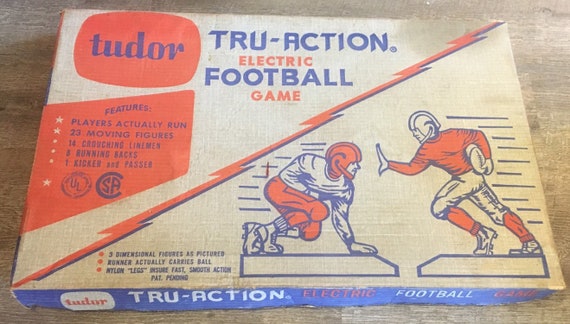 tudor
TRU-ACTION®
ELECTRIC
FOOTBALL
GAME
FEATURES:
PLAYERS ACTUALLY RUN
23 MOVING FIGURES
14 CROUCHING LINEMEN
8 RUNNING BACKS
1 KICKER and PASSER
UL
SA
3 DIMENSIONAL FIGURES AS PICTURED
RUNNER ACTUALLY CARRIES BALL
NYLON "LEGS" INSURE FAST, SMOOTH ACTION
PAT. PENDING
tudor TRU-ACTION® ELECTRIC FOOTBALL GAME